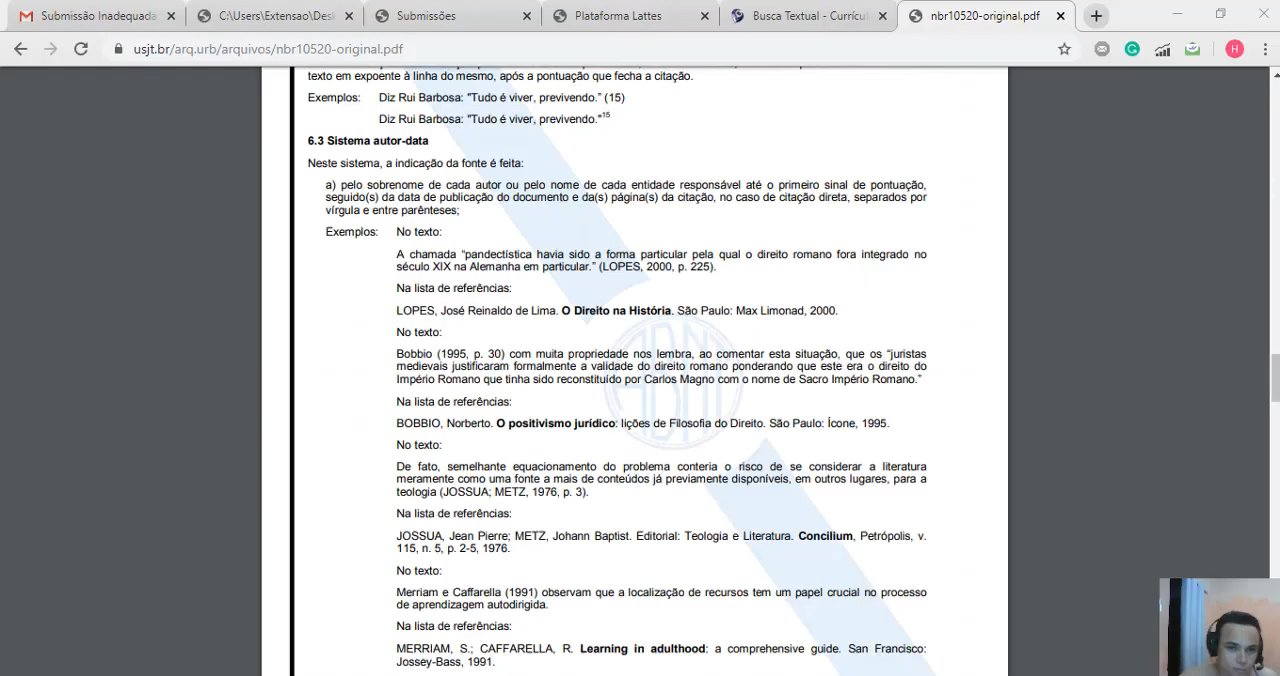 Submissão Inadequada
C:\Users\Extensao\Des
Submissões
Plataforma Lattes
Busca Textual - Currícu
nbr10520-original.pdf
usjt.br/arq.urb/arquivos/nbr10520-original.pdf
H
texto em expoente à linha do mesmo, após a pontuação que fecha a citação.
Exemplos: Diz Rui Barbosa: "Tudo é viver, previvendo." (15)
Diz Rui Barbosa: "Tudo é viver, previvendo."15
6.3 Sistema autor-data
Neste sistema, a indicação da fonte é feita:
a) pelo sobrenome de cada autor ou pelo nome de cada entidade responsável até o primeiro sinal de pontuação,
seguido(s) da data de publicação do documento e da(s) página(s) da citação, no caso de citação direta, separados por
vírgula e entre parênteses;
Exemplos: No texto:
A chamada “pandectística havia sido a forma particular pela qual o direito romano fora integrado no
século XIX na Alemanha em particular.” (LOPES, 2000, p. 225).
Na lista de referências:
LOPES, José Reinaldo de Lima. O Direito na História. São Paulo: Max Limonad, 2000.
No texto:
Bobbio (1995, p. 30) com muita propriedade nos lembra, ao comentar esta situação, que os “juristas
medievais justificaram formalmente a validade do direito romano ponderando que este era o direito do
Império Romano que tinha sido reconstituído por Carlos Magno com o nome de Sacro Império Romano.”
Na lista de referências:
BOBBIO, Norberto. O positivismo jurídico: lições de Filosofia do Direito. São Paulo: Ícone, 1995.
No texto:
De fato, semelhante equacionamento do problema conteria o risco de se considerar a literatura
meramente como uma fonte a mais de conteúdos já previamente disponíveis, em outros lugares, para a
teologia (JOSSUA; METZ, 1976, p. 3).
Na lista de referências:
JOSSUA, Jean Pierre; METZ, Johann Baptist. Editorial: Teologia e Literatura. Concilium, Petrópolis, v.
115, n. 5, p. 2-5, 1976.
No texto:
Merriam e Caffarella (1991) observam que a localização de recursos tem um papel crucial no processo
de aprendizagem autodirigida.
Na lista de referências:
MERRIAM, S.; CAFFARELLA, R. Learning in adulthood: a comprehensive guide. San Francisco:
Jossey-Bass, 1991.